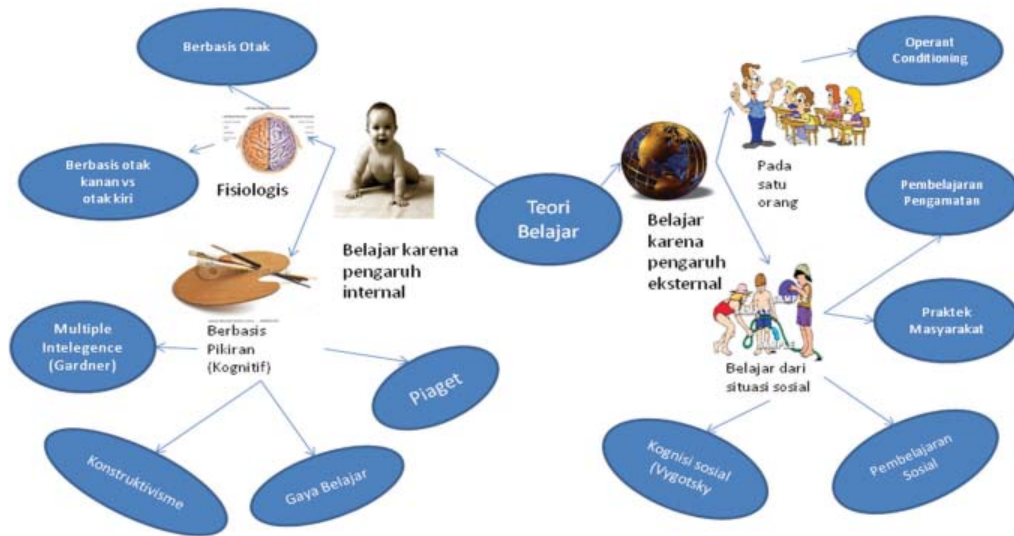 Berbasis Otak
Operant
Conditioning
Berbasis otak
kanan vs
otak kiri
Fisiologis
Pada
satu
orang
Pembelajaran
Pengamatan
Teori
Belajar
Belajar karena
pengaruh
internal
Belajar
karena
pengaruh
eksternal
Multiple
Intelegence
(Gardner)
Berbasis
Pikiran
(Kognitif)
Praktek
Masyarakat
Piaget
Belajar dari
situasi sosial
Konstruktivisme
Gaya Belajar
Kognisi sosial
(Vygotsky
Pembelajaran
Sosial